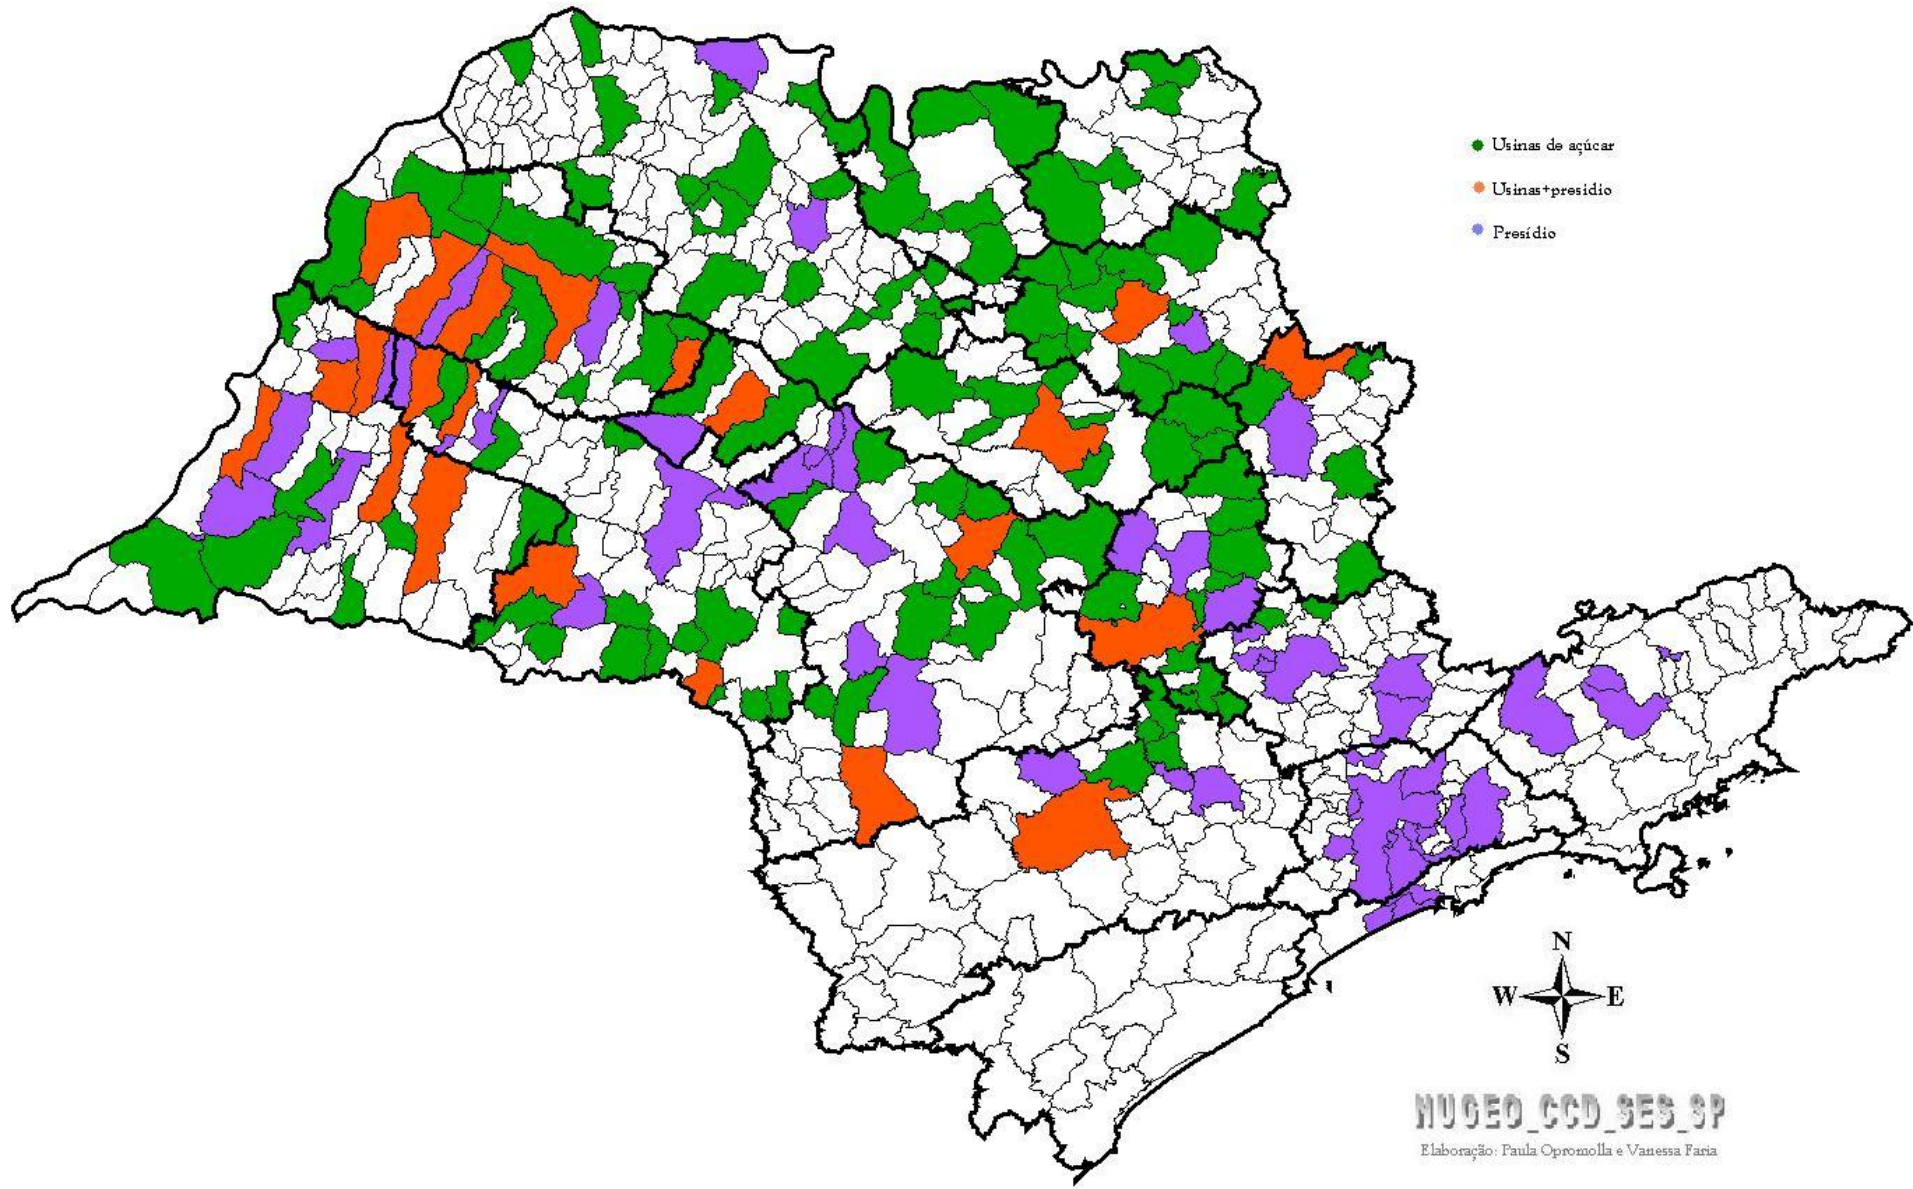 Usinas de açúcar
Usinas+presídio
Presídio
N
W E
S
NUGEO_CCD_SES_SP
Elaboração: Paula Opromolla e Vanessa Faria